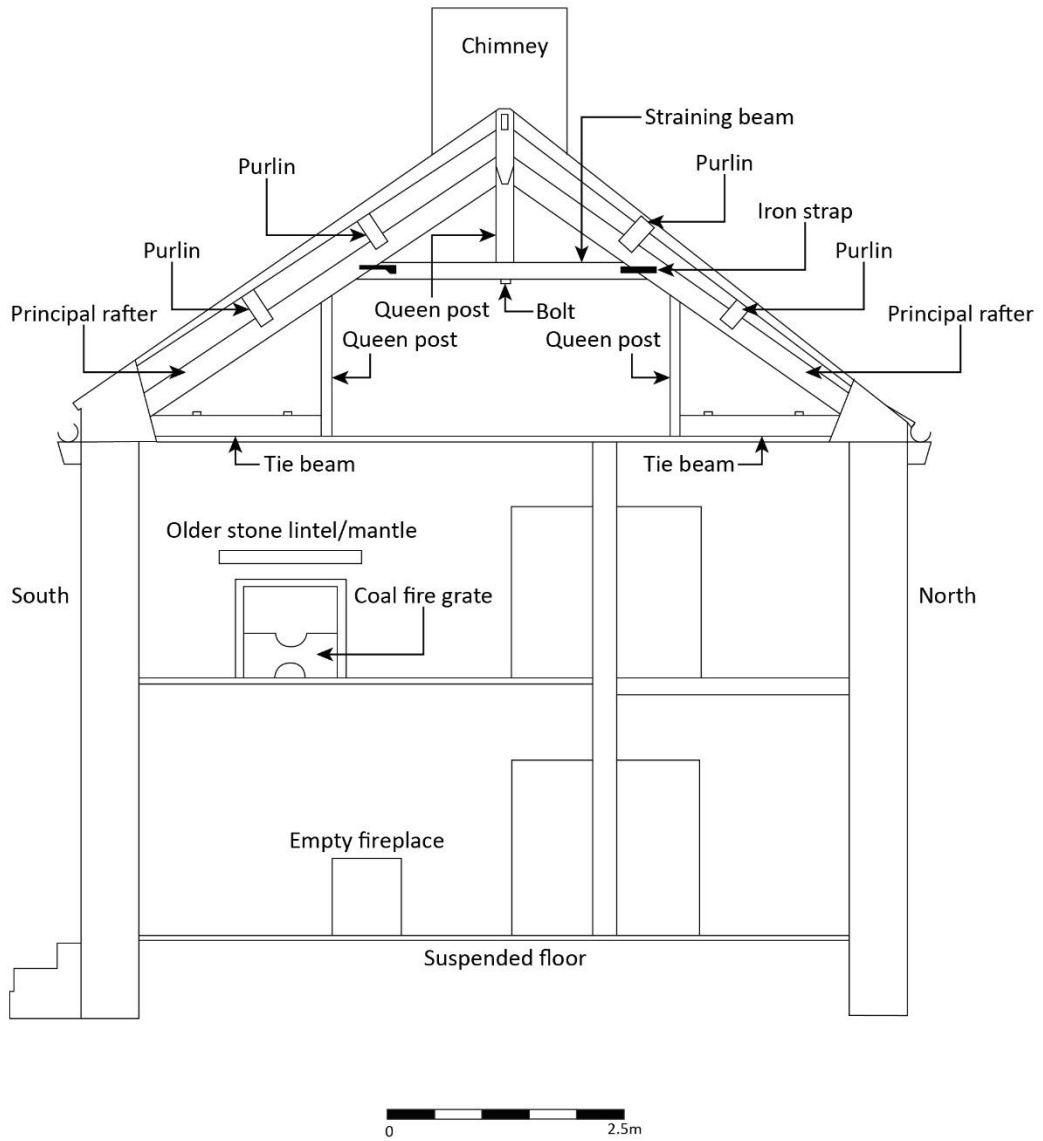 Chimney
Straining beam
Purlin
Purlin
Iron strap
Purlin
Purlin
Principal rafter
Queen post
Bolt
Principal rafter
Queen post
Queen post
Tie beam
Tie beam
Older stone lintel/mantle
South
Coal fire grate
North
Empty fireplace
Suspended floor
0
2.5m